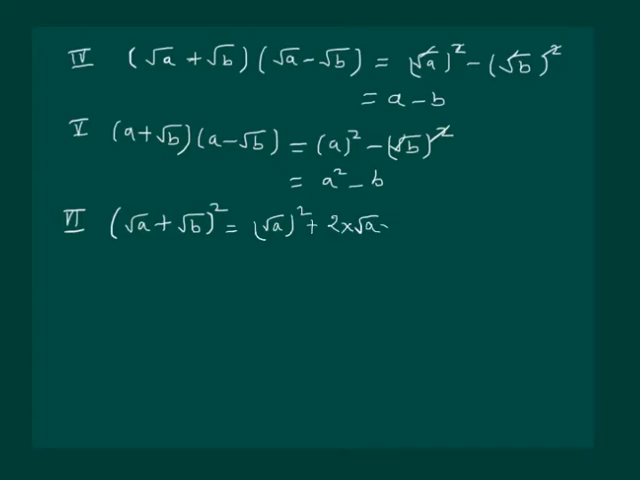 IV (√a + √b)(√a - √b) = (√a)² - (√b)²
= a - b
V (a + √b)(a - √b) = (a)² - (√b)²
= a² - b
VI (√a + √b)² = (√a)² + 2×√a